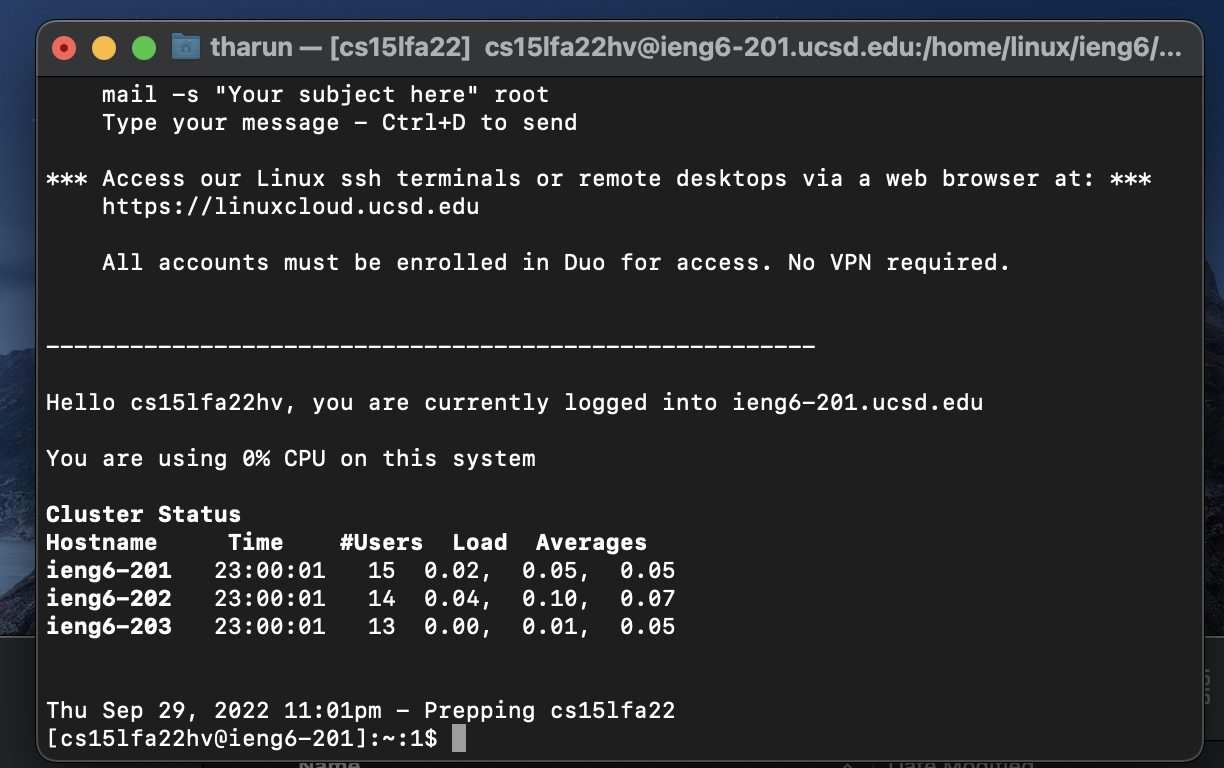 tharun — [cs15lfa22] cs15lfa22hv@ieng6-201.ucsd.edu:/home/linux/ieng6/...
mail -s "Your subject here" root
Type your message - Ctrl+D to send
*** Access our Linux ssh terminals or remote desktops via a web browser at: ***
https://linuxcloud.ucsd.edu
All accounts must be enrolled in Duo for access. No VPN required.
-------------------------------------------------------
Hello cs15lfa22hv, you are currently logged into ieng6-201.ucsd.edu
You are using 0% CPU on this system
Cluster Status
Hostname     Time    #Users  Load  Averages
ieng6-201   23:00:01   15  0.02,  0.05,  0.05
ieng6-202   23:00:01   14  0.04,  0.10,  0.07
ieng6-203   23:00:01   13  0.00,  0.01,  0.05
Thu Sep 29, 2022 11:01pm - Prepping cs15lfa22
[cs15lfa22hv@ieng6-201]:~:1$
Name Date Modified